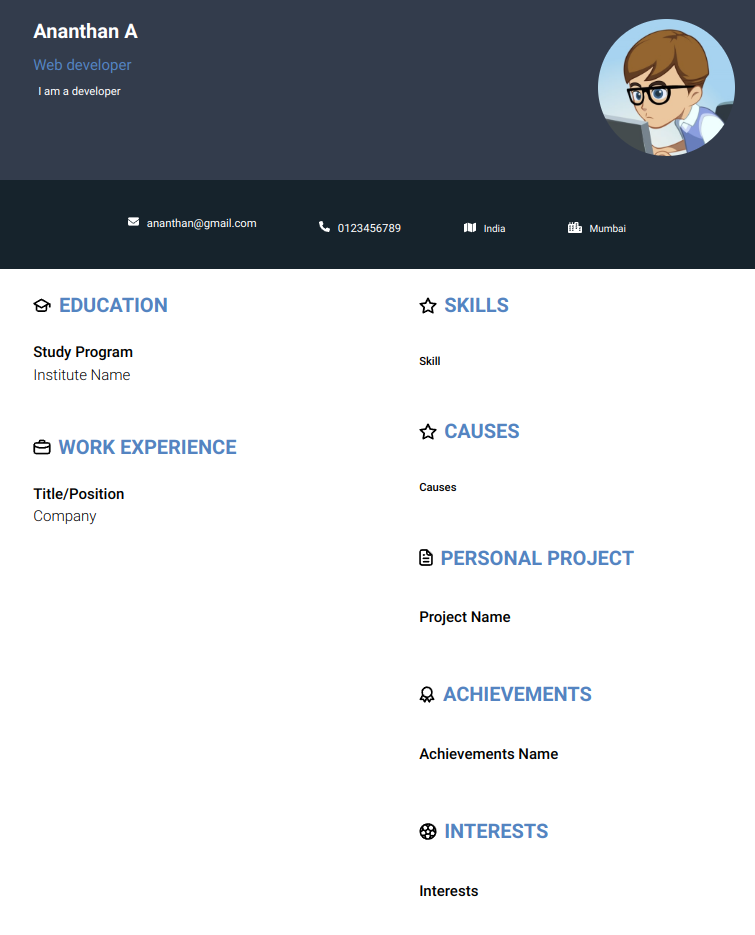 Ananthan A
Web developer
I am a developer
ananthan@gmail.com
0123456789
India
Mumbai
EDUCATION
Study Program
Institute Name
WORK EXPERIENCE
Title/Position
Company
SKILLS
Skill
CAUSES
Causes
PERSONAL PROJECT
Project Name
ACHIEVEMENTS
Achievements Name
INTERESTS
Interests